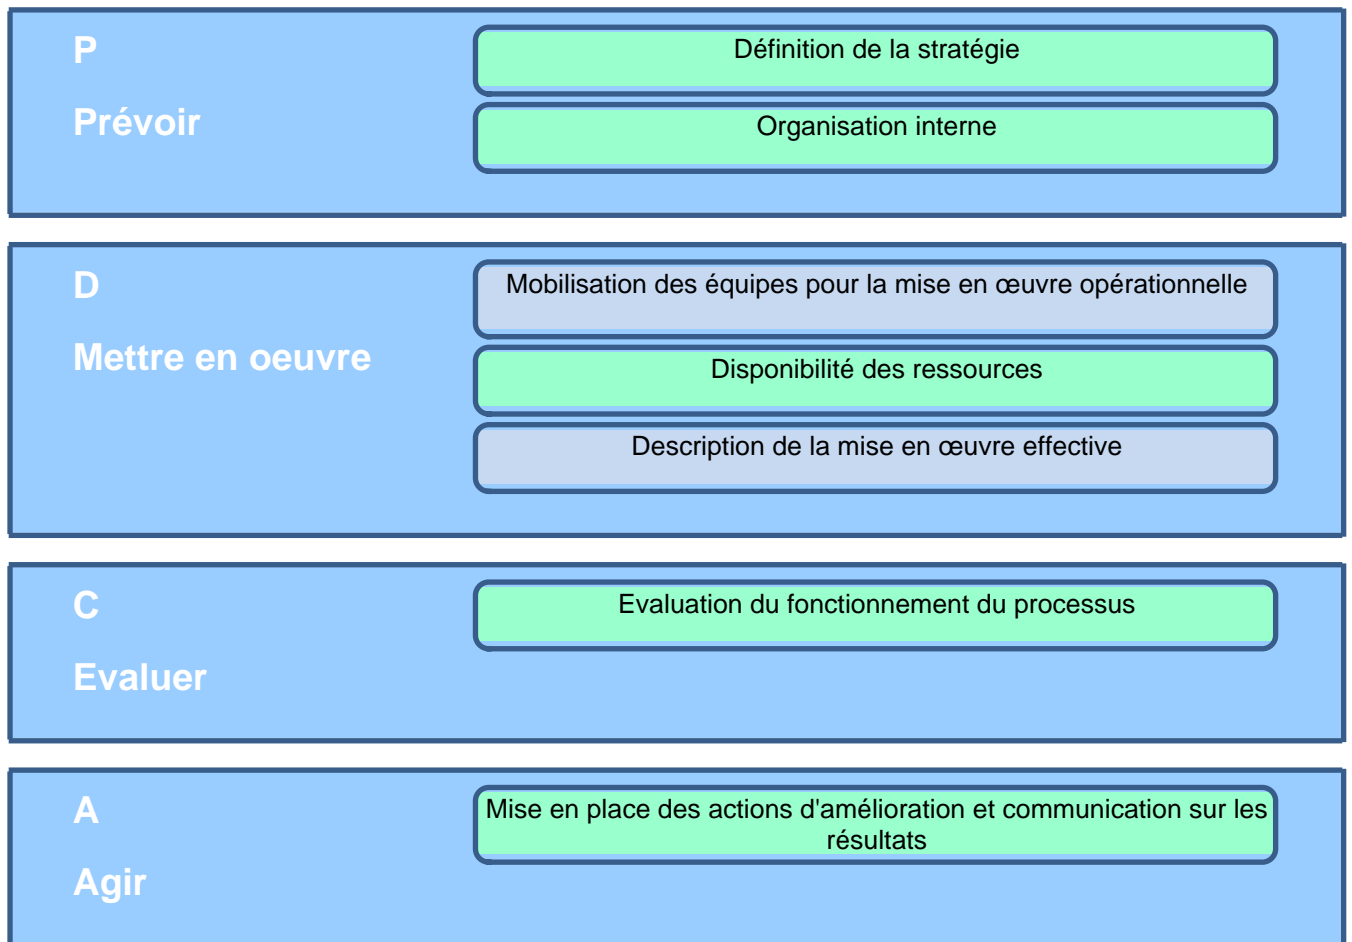 P
Prévoir
Définition de la stratégie
Organisation interne
D
Mettre en oeuvre
Mobilisation des équipes pour la mise en œuvre opérationnelle
Disponibilité des ressources
Description de la mise en œuvre effective
C
Evaluer
Evaluation du fonctionnement du processus
A
Agir
Mise en place des actions d'amélioration et communication sur les
résultats